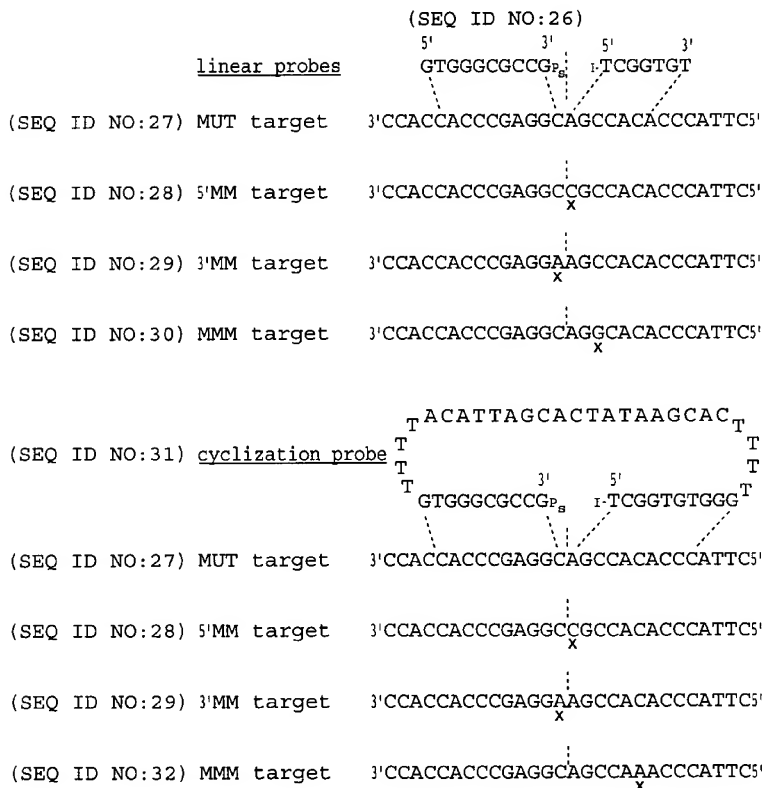 (SEQ ID NO:26)
5' 3' 5' 3'
linear probes GTGGGCGCCGPs I-TCGGTGT
(SEQ ID NO:27) MUT target 3'CCACCACCCGAGGCAGCCACACCCATTC5'
(SEQ ID NO:28) 5'MM target 3'CCACCACCCGAGGCCGCCACACCCATTC5'
X
(SEQ ID NO:29) 3'MM target 3'CCACCACCCGAGGAAGCCACACCCATTC5'
X
(SEQ ID NO:30) MMM target 3'CCACCACCCGAGGCAGGCACACCCATTC5'
X
TACATTAGCACTATAAGCACT
T T
(SEQ ID NO:31) cyclization probe T T
3' 5'
T T
GTGGGCGCCGPs I-TCGGTGTGGG
(SEQ ID NO:27) MUT target 3'CCACCACCCGAGGCAGCCACACCCATTC5'
(SEQ ID NO:28) 5'MM target 3'CCACCACCCGAGGCCGCCACACCCATTC5'
X
(SEQ ID NO:29) 3'MM target 3'CCACCACCCGAGGAAGCCACACCCATTC5'
X
(SEQ ID NO:32) MMM target 3'CCACCACCCGAGGCAGCCAAACCCATTC5'
X